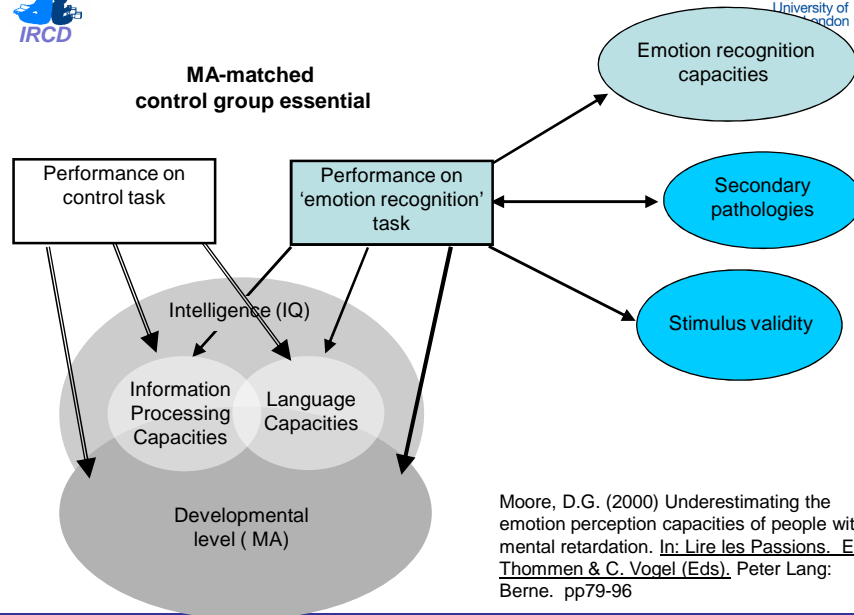 IRCD
University of
London
MA-matched
control group essential
Emotion recognition
capacities
Performance on
control task
Performance on
‘emotion recognition’
task
Secondary
pathologies
Intelligence (IQ)
Stimulus validity
Information
Processing
Capacities
Language
Capacities
Developmental
level ( MA)
Moore, D.G. (2000) Underestimating the
emotion perception capacities of people wit
mental retardation. In: Lire les Passions. E
Thommen & C. Vogel (Eds). Peter Lang:
Berne. pp79-96